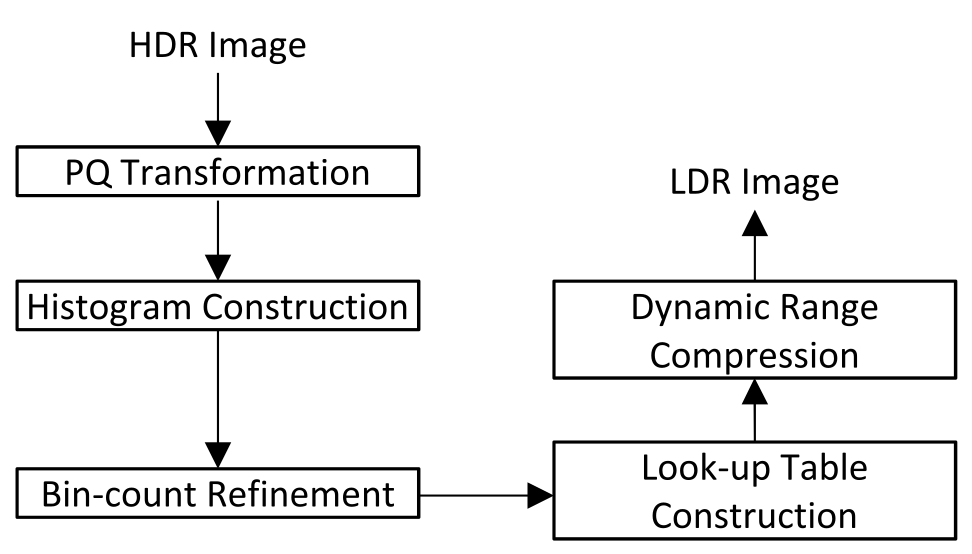 HDR Image
PQ Transformation
Histogram Construction
Bin-count Refinement
Look-up Table
Construction
Dynamic Range
Compression
LDR Image